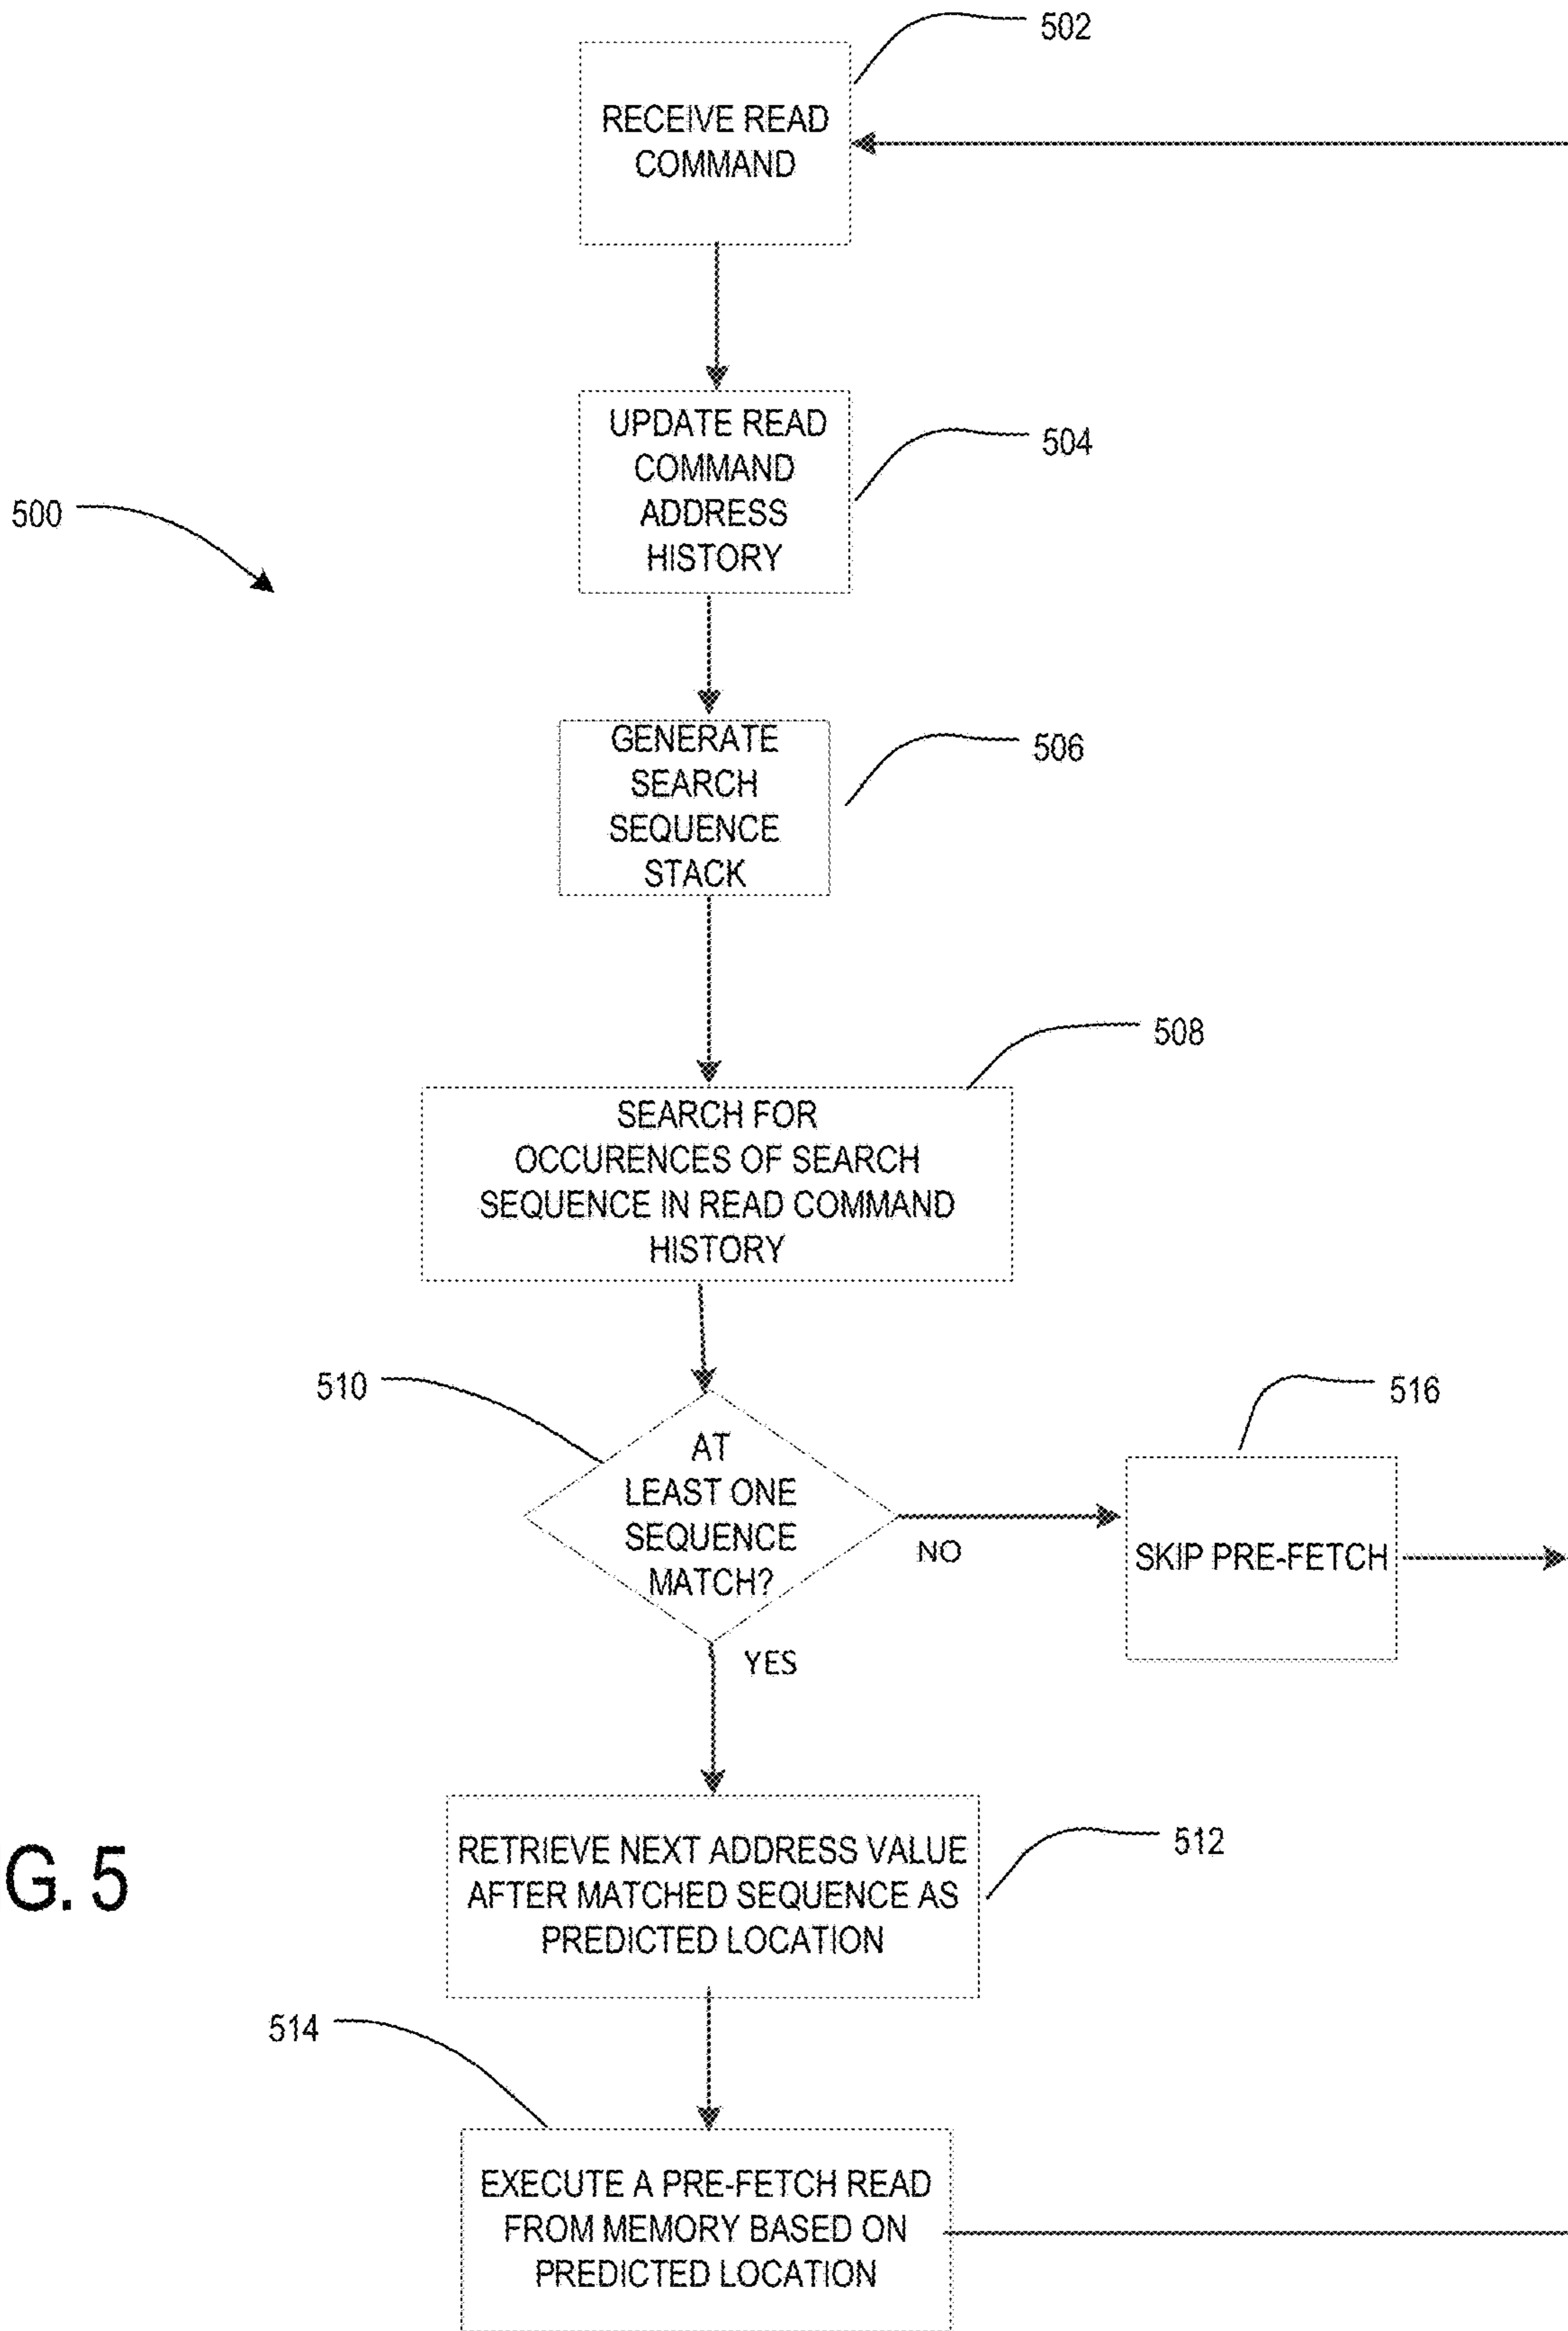 502
RECEIVE READ
COMMAND
UPDATE READ
COMMAND
ADDRESS
HISTORY
504
500
GENERATE
SEARCH
SEQUENCE
STACK
506
508
SEARCH FOR
OCCURENCES OF SEARCH
SEQUENCE IN READ COMMAND
HISTORY
510
516
AT
LEAST ONE
SEQUENCE
MATCH?
NO
SKIP PRE-FETCH
YES
RETRIEVE NEXT ADDRESS VALUE
AFTER MATCHED SEQUENCE AS
PREDICTED LOCATION
512
G. 5
514
EXECUTE A PRE-FETCH READ
FROM MEMORY BASED ON
PREDICTED LOCATION